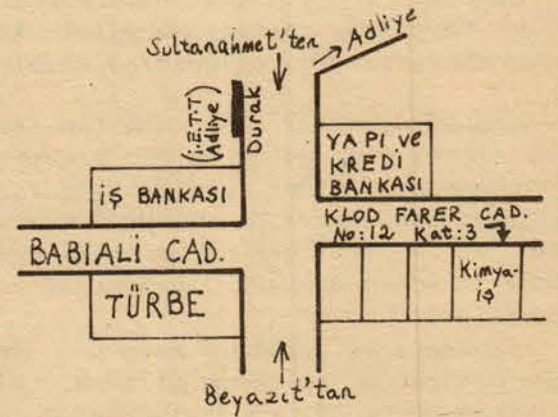 Sultanahmet'ten
Adliye
(İ.E.T.T
Adliye)
Durak
YAPI VE
KREDİ
BANKASI
İŞ BANKASI
KLOD FARER CAD.
No:12 Kat:3
BABIALİ CAD.
Kimya-
İş
TÜRBE
Beyazıt'tan